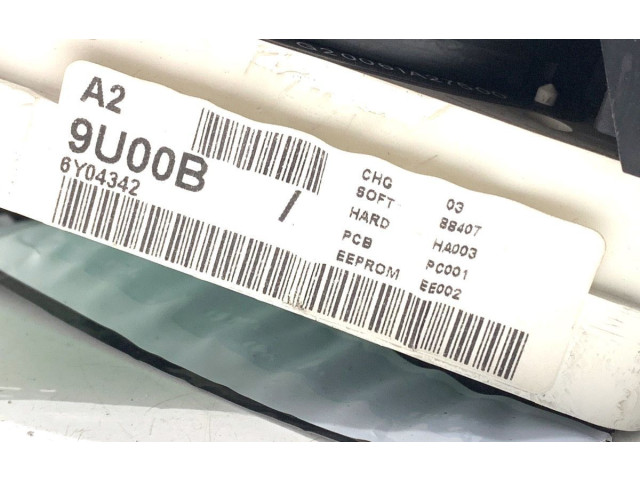 A2
9U00B
6Y04342
/
CHG 03
SOFT BB407
HARD HA003
PCB PC001
EEPROM EE002